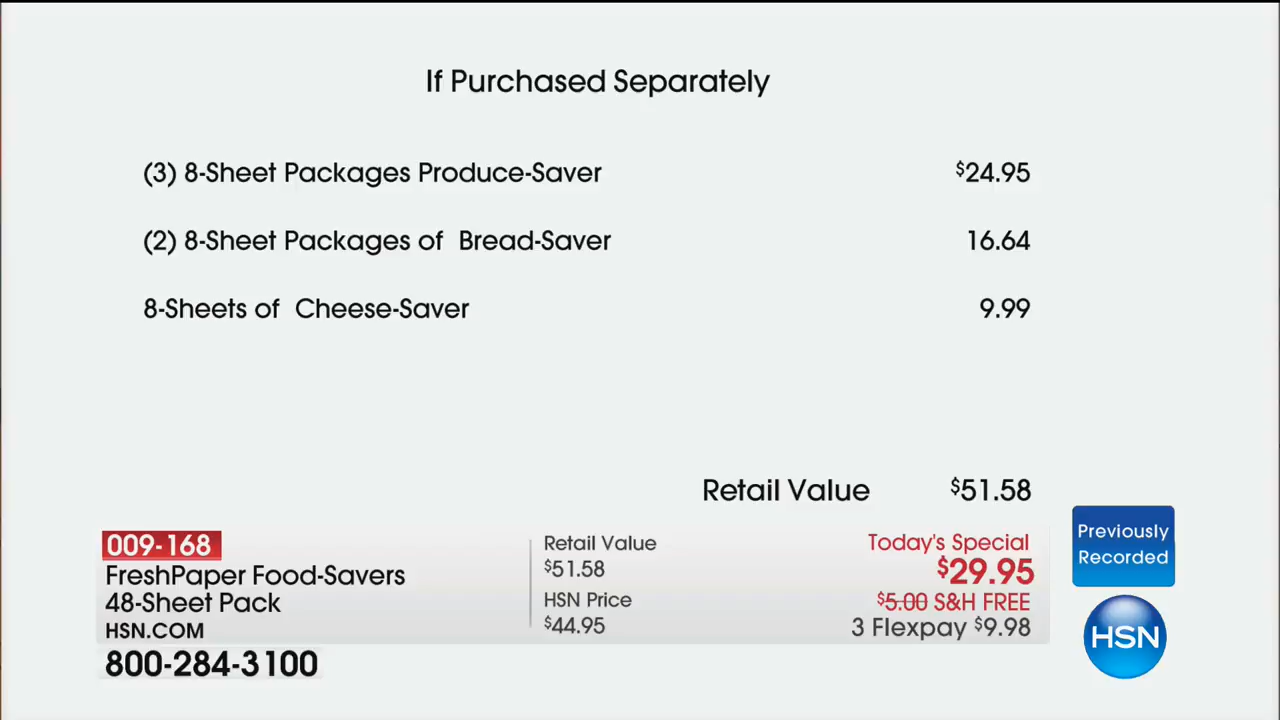 If Purchased Separately
(3) 8-Sheet Packages Produce-Saver $24.95
(2) 8-Sheet Packages of Bread-Saver 16.64
8-Sheets of Cheese-Saver 9.99
Retail Value $51.58
009-168
FreshPaper Food-Savers
48-Sheet Pack
HSN.COM
800-284-3100
Retail Value
$51.58
HSN Price
$44.95
Today's Special
$29.95
$5.00 S&H FREE
3 Flexpay $9.98
Previously
Recorded
HSN